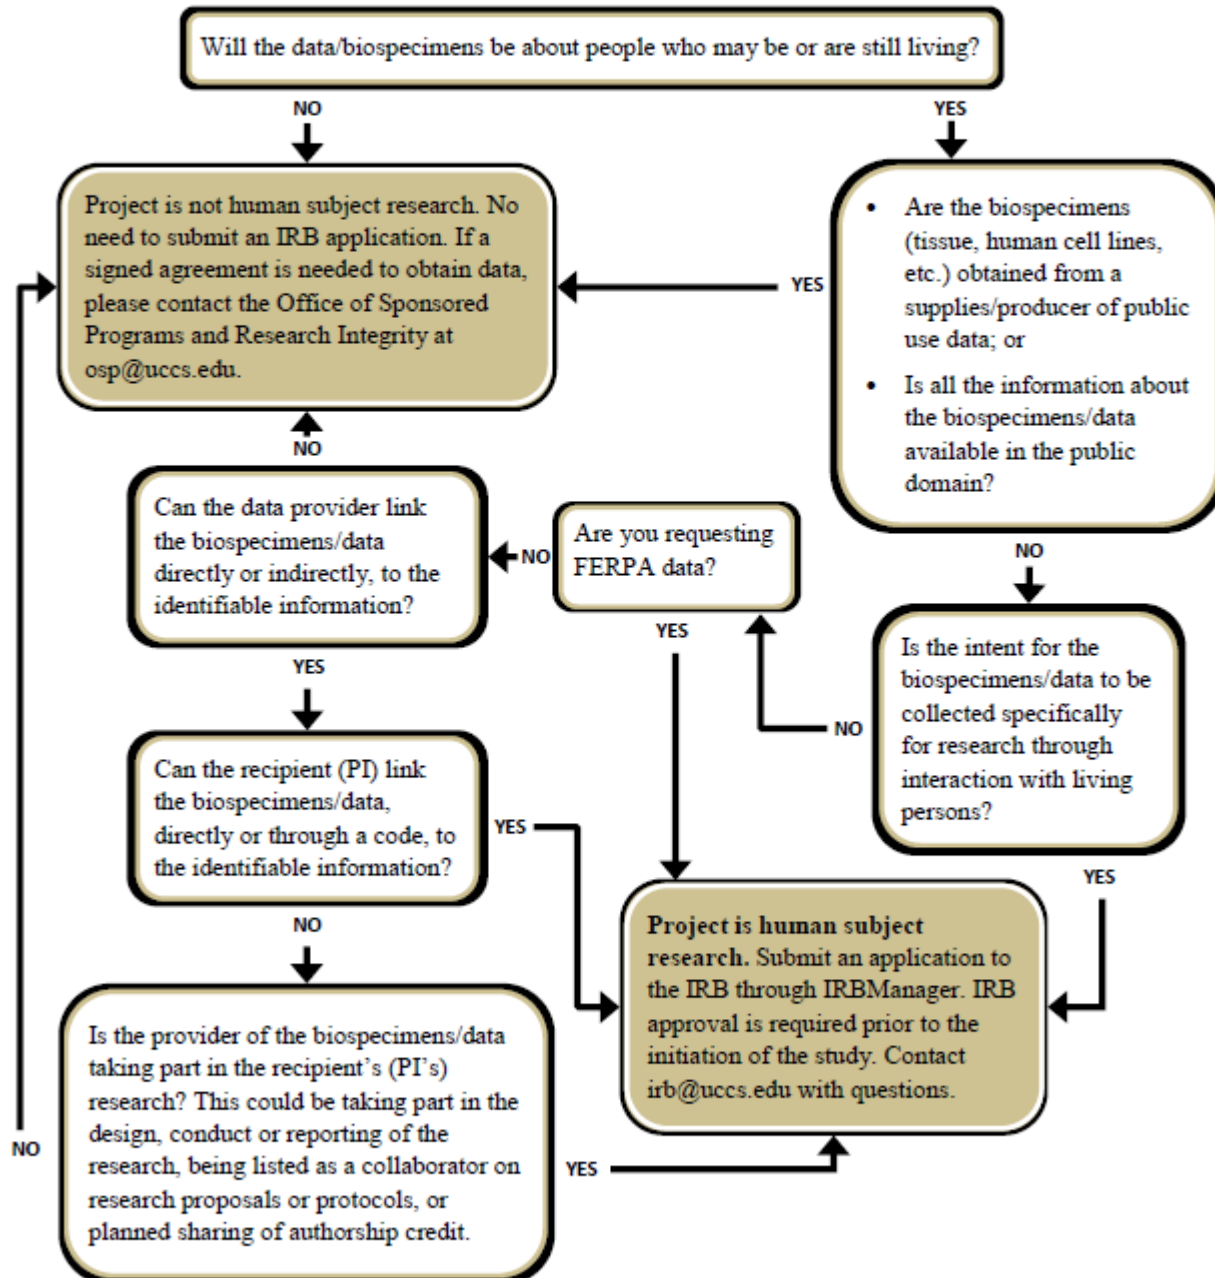 Will the data/biospecimens be about people who may be or are still living?
NO
YES
Project is not human subject research. No
need to submit an IRB application. If a
signed agreement is needed to obtain data,
please contact the Office of Sponsored
Programs and Research Integrity at
osp@uccs.edu.
YES
• Are the biospecimens
(tissue, human cell lines,
etc.) obtained from a
supplies/producer of public
use data; or
• Is all the information about
the biospecimens/data
available in the public
domain?
NO
Can the data provider link
the biospecimens/data
directly or indirectly, to the
identifiable information?
NO
Are you requesting
FERPA data?
NO
YES
YES
Is the intent for the
biospecimens/data to be
collected specifically
for research through
interaction with living
persons?
NO
YES
Can the recipient (PI) link
the biospecimens/data,
directly or through a code, to
the identifiable information?
YES
NO
Project is human subject
research. Submit an application to
the IRB through IRBManager. IRB
approval is required prior to the
initiation of the study. Contact
irb@uccs.edu with questions.
Is the provider of the biospecimens/data
taking part in the recipient’s (PI’s)
research? This could be taking part in the
design, conduct or reporting of the
research, being listed as a collaborator on
research proposals or protocols, or
planned sharing of authorship credit.
NO
YES